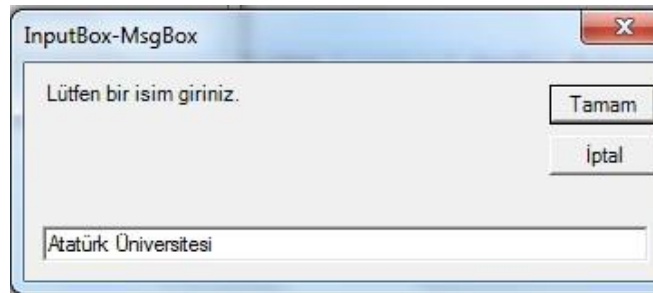 InputBox-MsgBox
Lütfen bir isim giriniz.
Tamam
İptal
Atatürk Üniversitesi